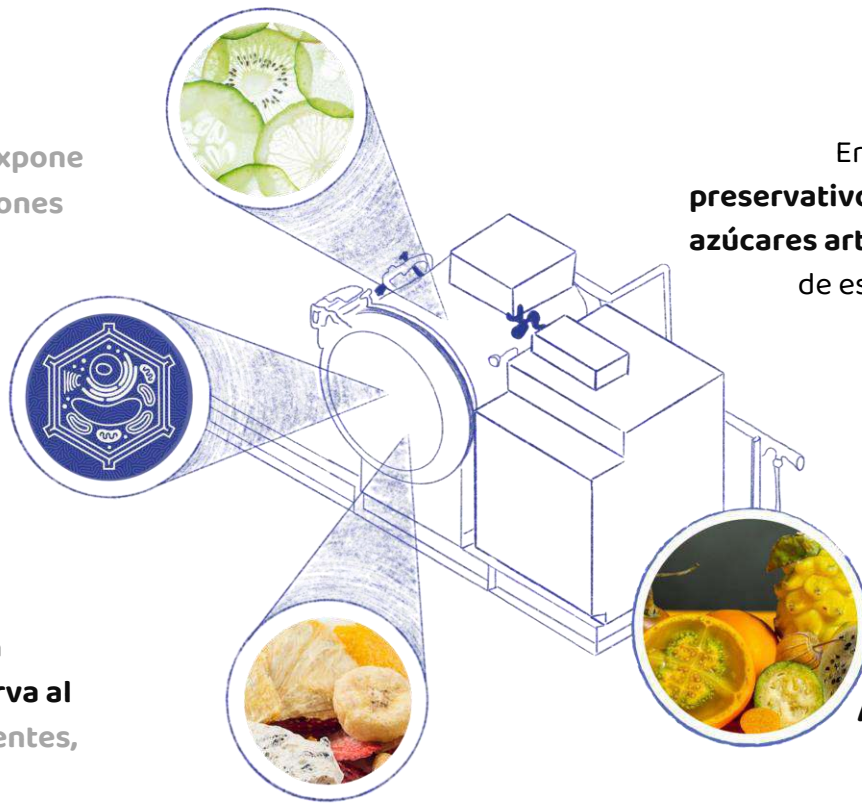 xpone
ones
En
preservativo
azúcares art
de es
rva al
entes,